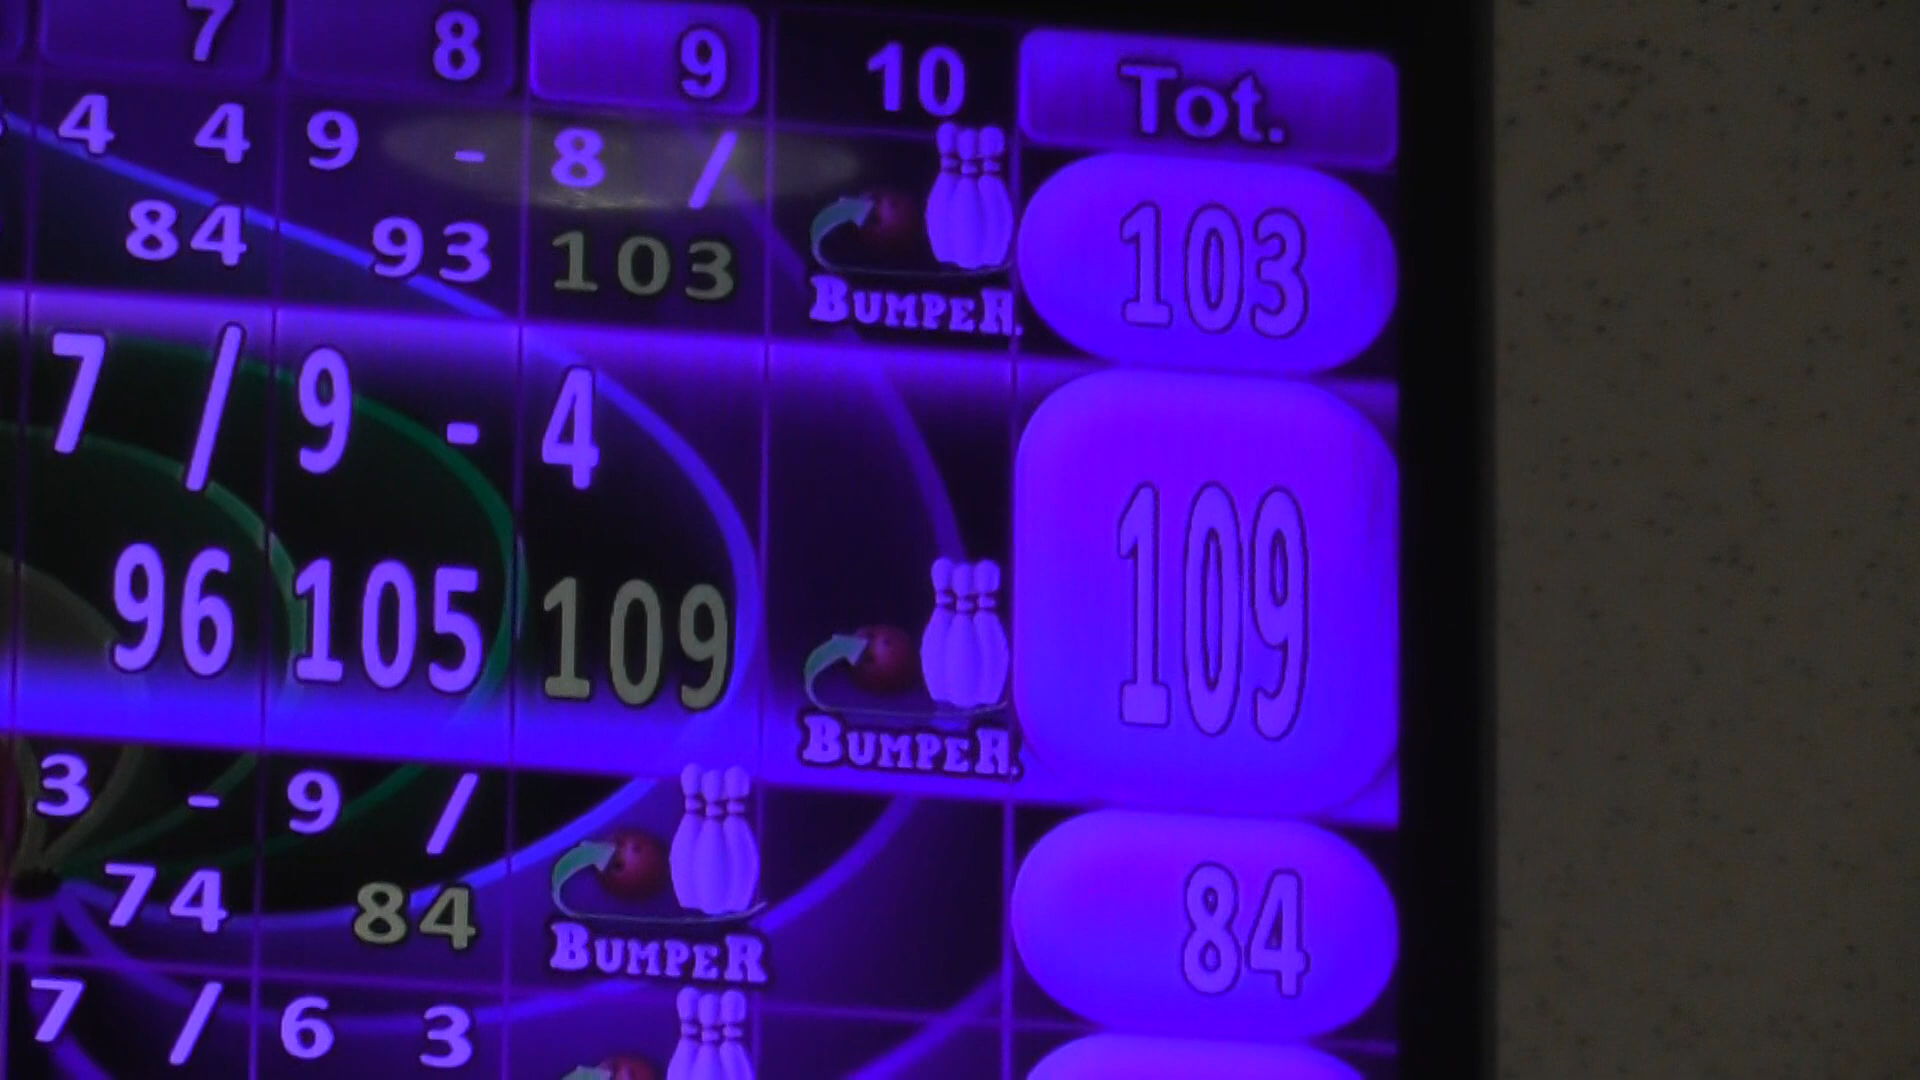 7 8 9 10 Tot.
4 4 9 - 8 /
84 93 103 103
BUMPER
7 / 9 - 4
96 105 109 109
BUMPER
3 - 9 /
74 84 84
BUMPER
7 / 6 3